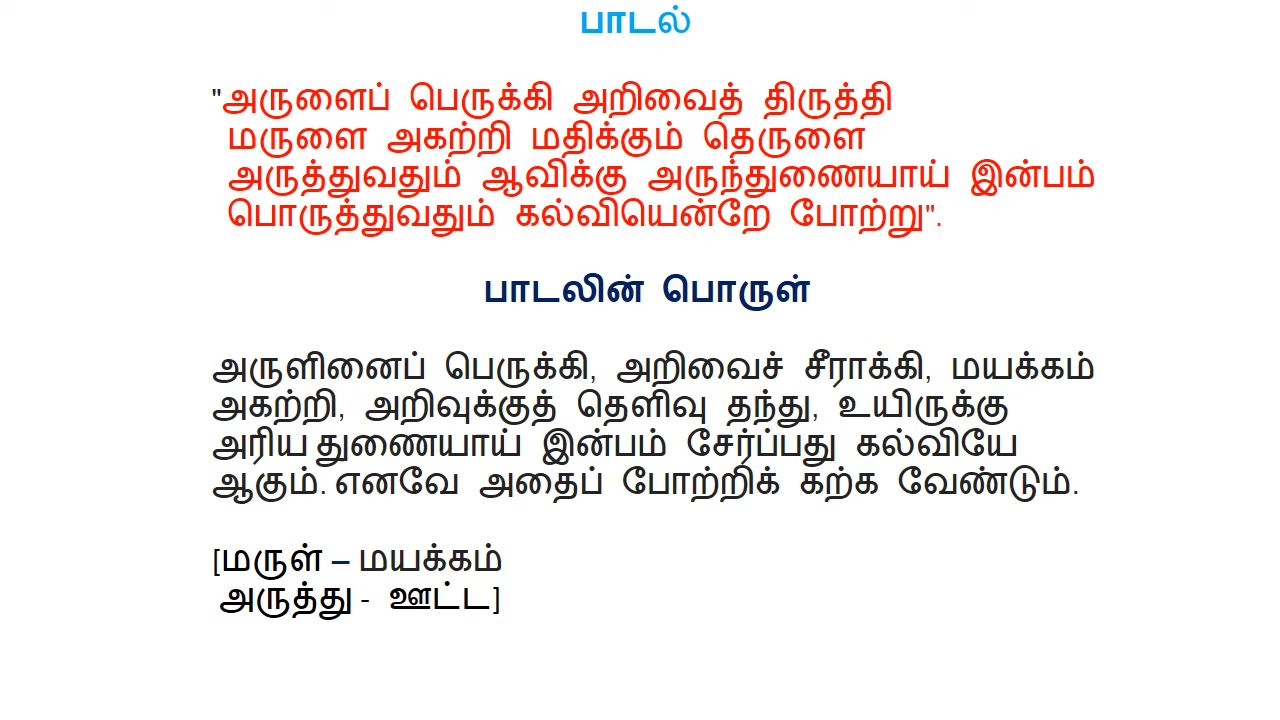 பாடல்
"அருளைப் பெருக்கி அறிவைத் திருத்தி
மருளை அகற்றி மதிக்கும் தெருளை
அருத்துவதும் ஆவிக்கு அருந்துணையாய் இன்பம்
பொருத்துவதும் கல்வியென்றே போற்று".
பாடலின் பொருள்
அருளினைப் பெருக்கி, அறிவைச் சீராக்கி, மயக்கம்
அகற்றி, அறிவுக்குத் தெளிவு தந்து, உயிருக்கு
அரிய துணையாய் இன்பம் சேர்ப்பது கல்வியே
ஆகும். எனவே அதைப் போற்றிக் கற்க வேண்டும்.
[மருள் – மயக்கம்
அருத்து - ஊட்ட]